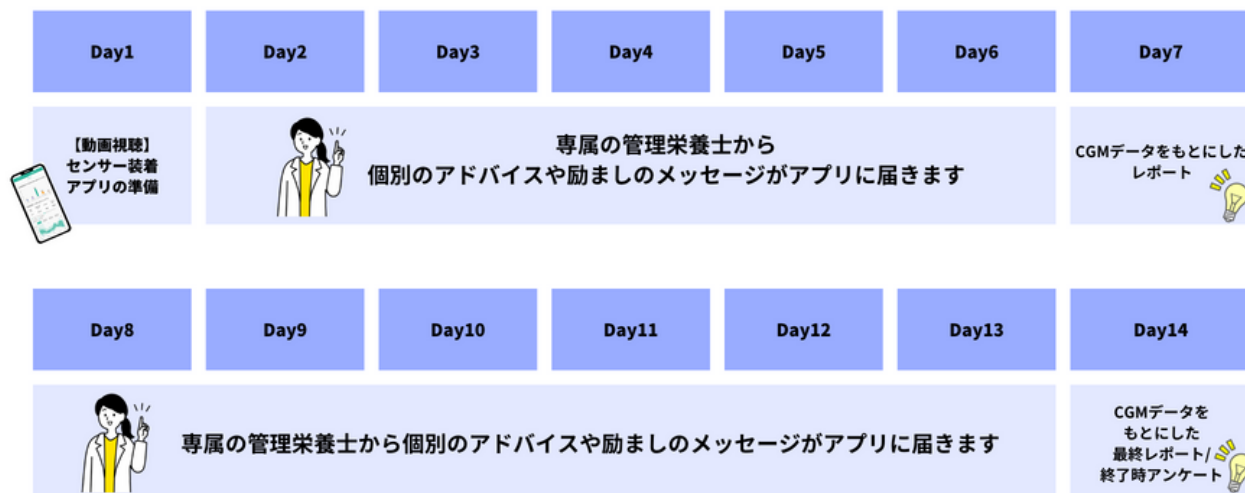 Day1
Day2
Day3
Day4
Day5
Day6
Day7
【動画視聴】
センサー装着
アプリの準備
専属の管理栄養士から
個別のアドバイスや励ましのメッセージがアプリに届きます
CGMデータをもとにした
レポート
Day8
Day9
Day10
Day11
Day12
Day13
Day14
専属の管理栄養士から個別のアドバイスや励ましのメッセージがアプリに届きます
CGMデータを
もとにした
最終レポート/
終了時アンケート